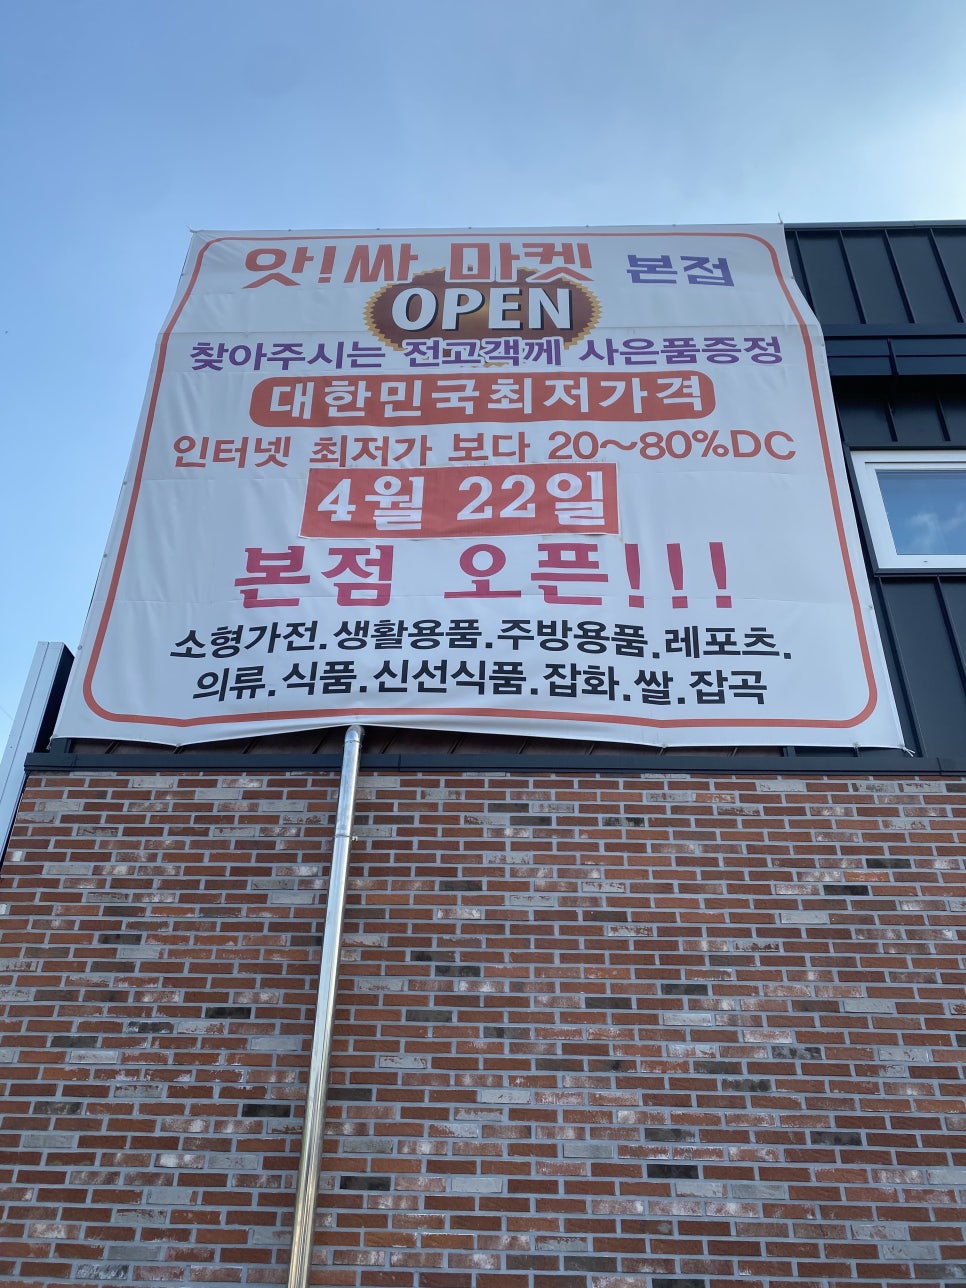 앗!싸 마켓 본점
OPEN
찾아주시는 전고객께 사은품증정
대한민국최저가격
인터넷 최저가 보다 20~80%DC
4월 22일
본점 오픈!!!
소형가전.생활용품.주방용품.레포츠.
의류.식품.신선식품.잡화.쌀.잡곡